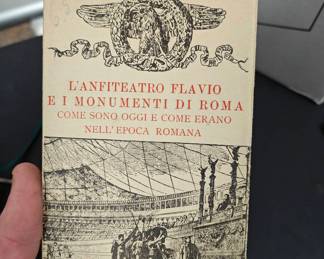 L'ANFITEATRO FLAVIO
E I MONUMENTI DI ROMA
COME SONO OGGI E COME ERANO
NELL'EPOCA ROMANA